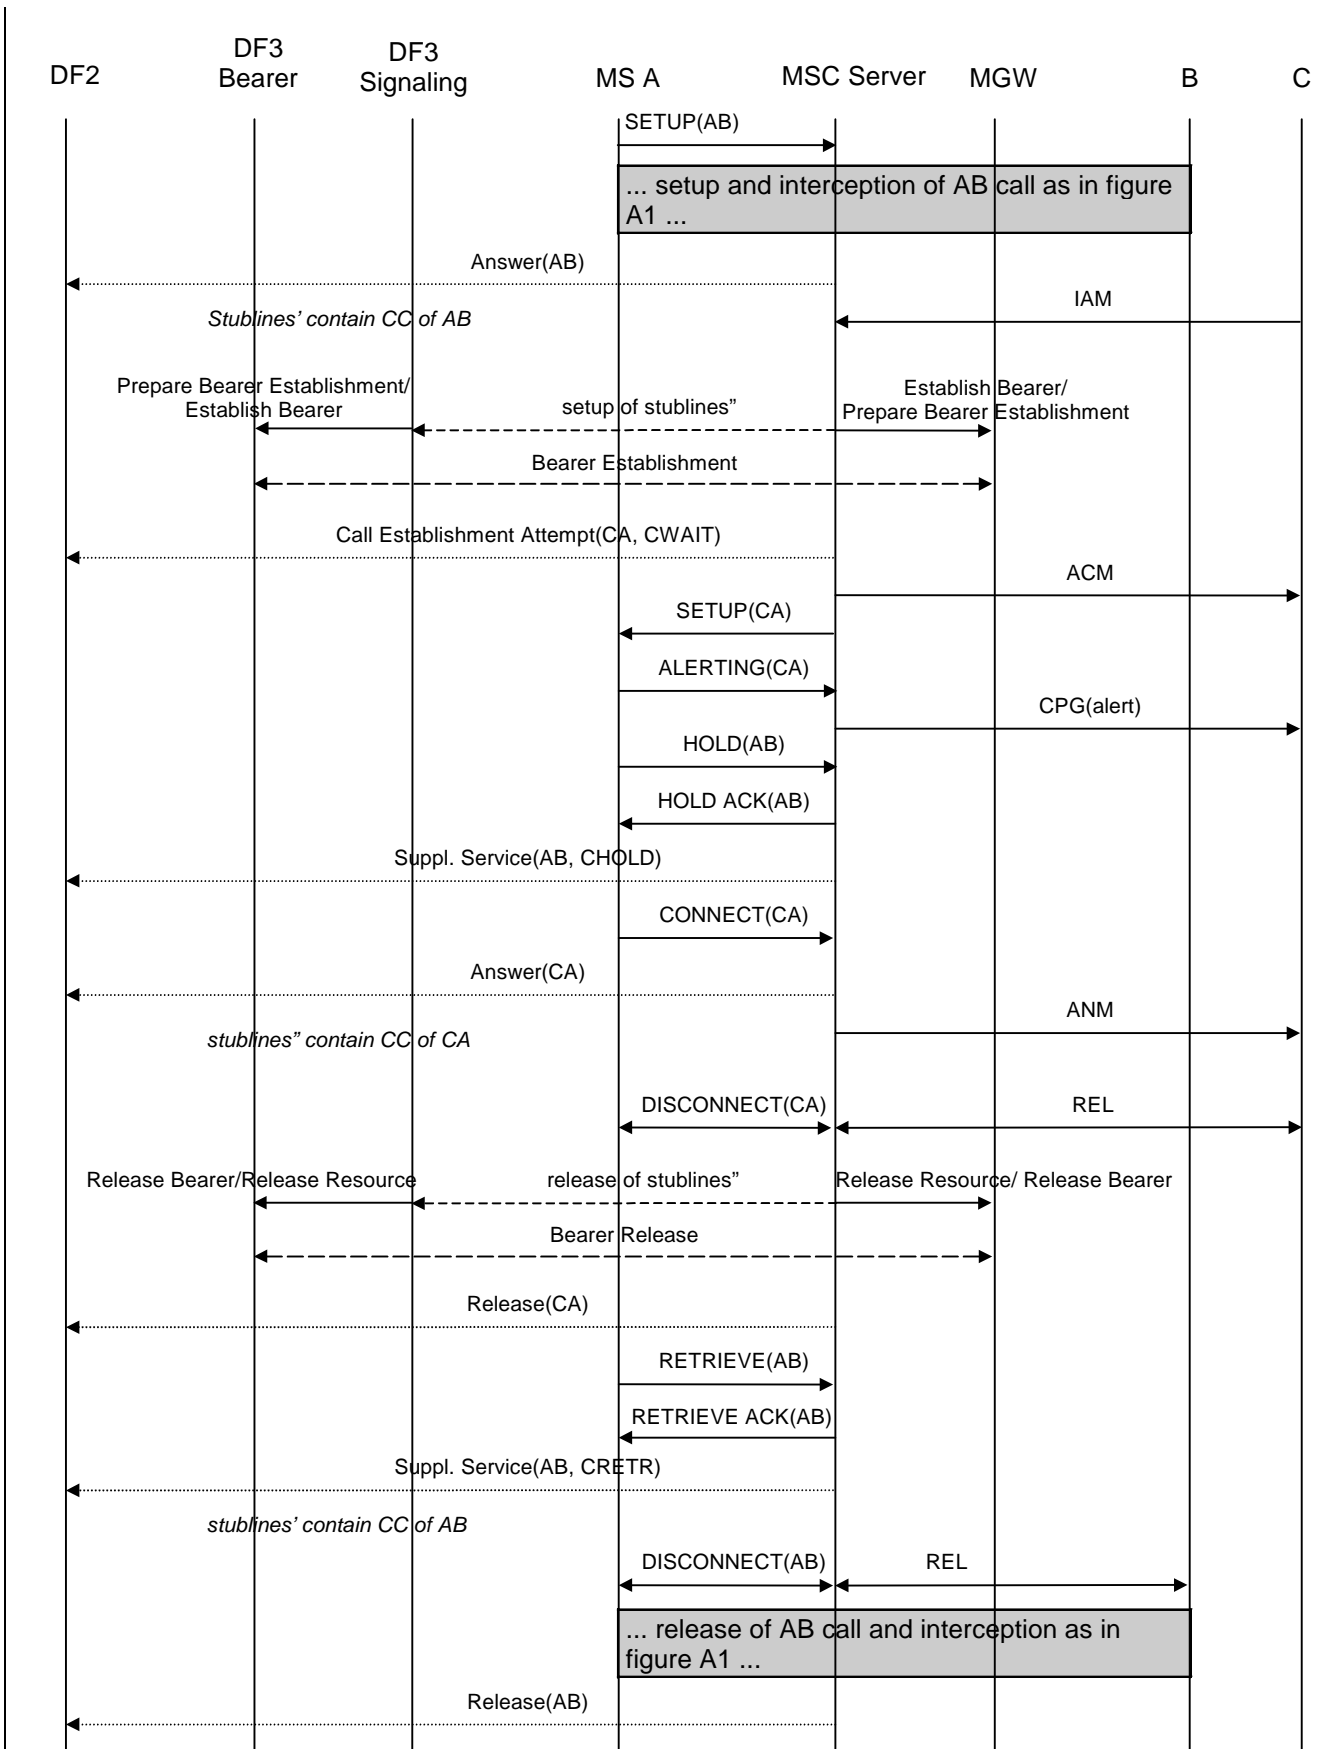 DF2
DF3
Bearer
DF3
Signaling
MS A
MSC Server
MGW
B
C
SETUP(AB)
... setup and interception of AB call as in figure
A1 ...
Answer(AB)
IAM
Stublines’ contain CC of AB
Prepare Bearer Establishment/
Establish Bearer
setup of stublines”
Establish Bearer/
Prepare Bearer Establishment
Bearer Establishment
Call Establishment Attempt(CA, CWAIT)
ACM
SETUP(CA)
ALERTING(CA)
CPG(alert)
HOLD(AB)
HOLD ACK(AB)
Suppl. Service(AB, CHOLD)
CONNECT(CA)
Answer(CA)
ANM
stublines” contain CC of CA
DISCONNECT(CA)
REL
Release Bearer/Release Resource
release of stublines”
Release Resource/ Release Bearer
Bearer Release
Release(CA)
RETRIEVE(AB)
RETRIEVE ACK(AB)
Suppl. Service(AB, CRETR)
stublines’ contain CC of AB
DISCONNECT(AB)
REL
... release of AB call and interception as in
figure A1 ...
Release(AB)